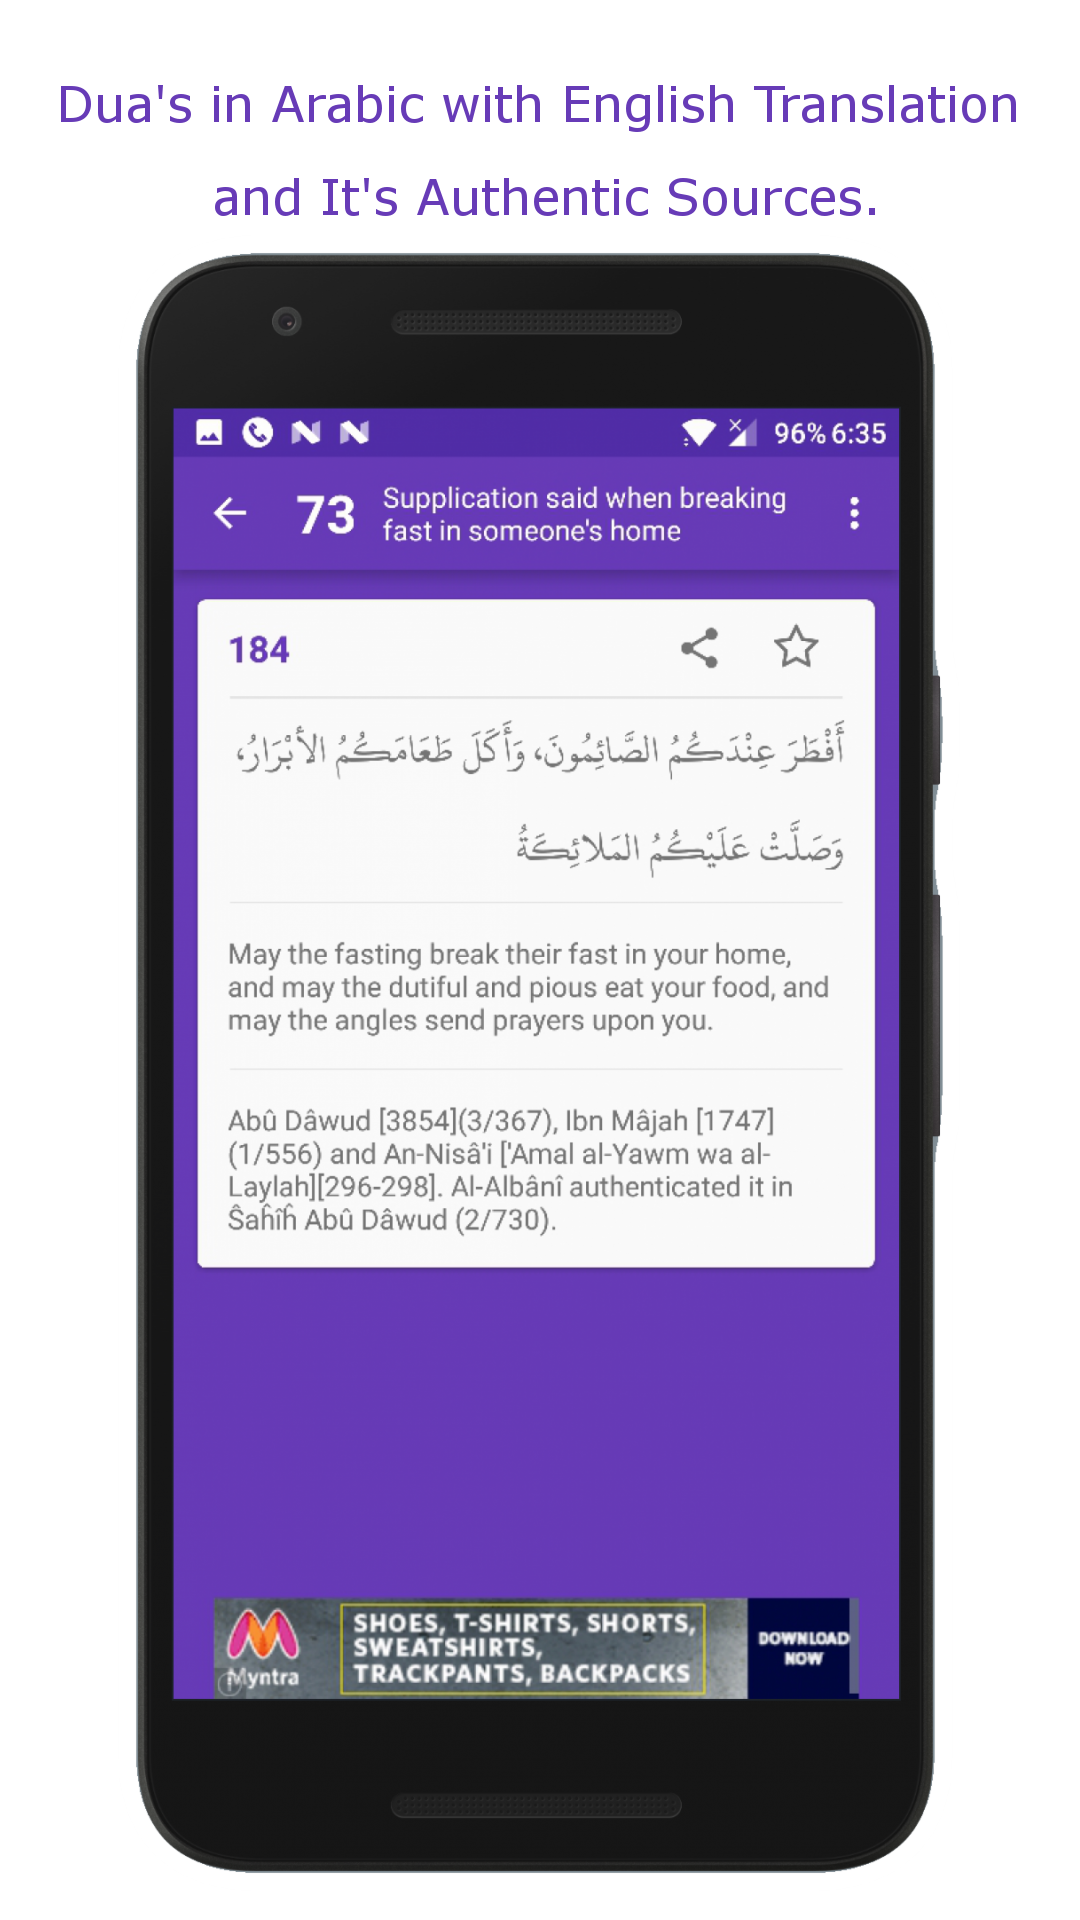 Dua's in Arabic with English Translation
and It's Authentic Sources.
96% 6:35
73
Supplication said when breaking
fast in someone's home
184
أَفْطَرَ عِنْدَكُمُ الصَّائِمُونَ، وَأَكَلَ طَعَامَكُمُ الأَبْرَارُ،
وَصَلَّتْ عَلَيْكُمُ المَلائِكَةُ
May the fasting break their fast in your home,
and may the dutiful and pious eat your food, and
may the angles send prayers upon you.
Abû Dâwud [3854](3/367), Ibn Mâjah [1747]
(1/556) and An-Nisâ'i ['Amal al-Yawm wa al-
Laylah][296-298]. Al-Albânî authenticated it in
Ŝaĥîĥ Abû Dâwud (2/730).
Myntra
SHOES, T-SHIRTS, SHORTS,
SWEATSHIRTS,
TRACKPANTS, BACKPACKS
DOWNLOAD
NOW